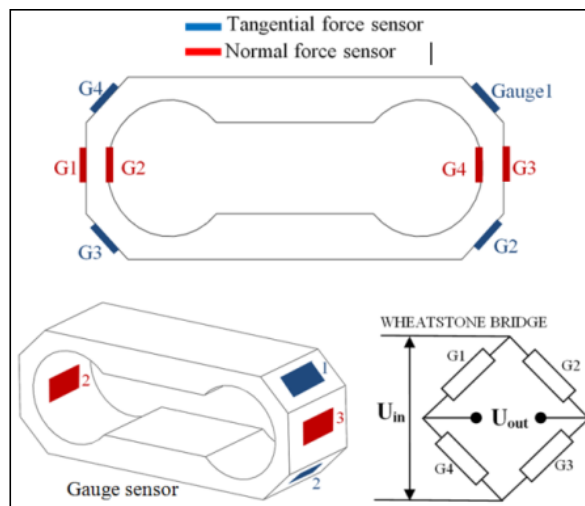 Tangential force sensor
Normal force sensor
G4
Gauge1
G1
G2
G4
G3
G3
G2
WHEATSTONE BRIDGE
1
2
3
2
Gauge sensor
G1
G2
Uin
Uout
G4
G3